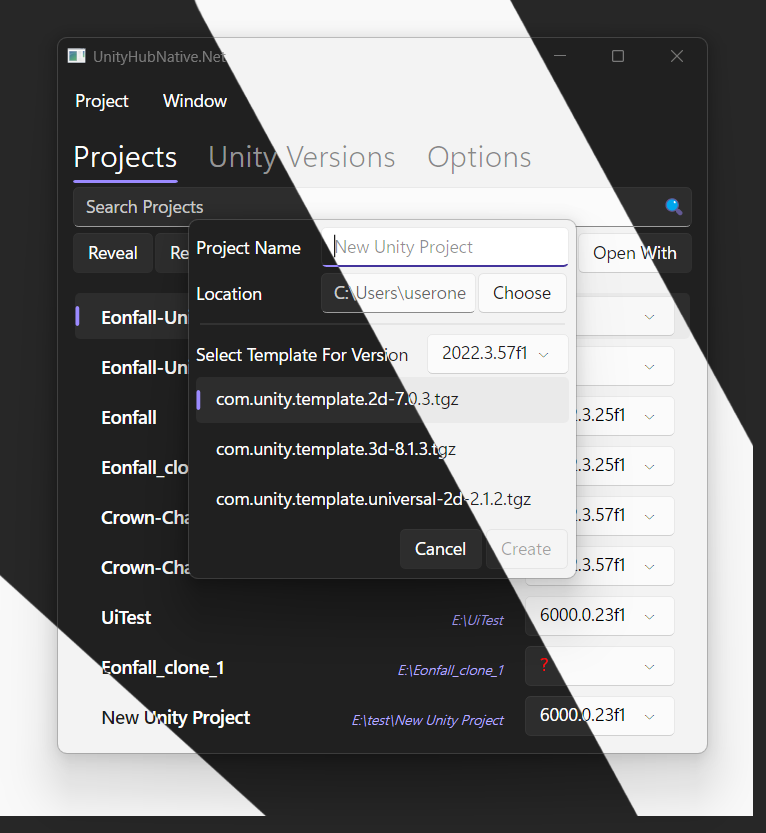 UnityHubNative.Net
Project Window
Projects Unity Versions Options
Search Projects
Reveal Re Open With
Project Name New Unity Project
Location C:\Users\userone Choose
Select Template For Version 2022.3.57f1
com.unity.template.2d-7.0.3.tgz
com.unity.template.3d-8.1.3.tgz
com.unity.template.universal-2d-2.1.2.tgz
Cancel Create
Eonfall-Uni
Eonfall-Un
Eonfall .3.25f1
Eonfall_clo .3.25f1
Crown-Cha .3.57f1
Crown-Cha .3.57f1
UiTest E:\UiTest 6000.0.23f1
Eonfall_clone_1 E:\Eonfall_clone_1 ?
New Unity Project E:\test\New Unity Project 6000.0.23f1